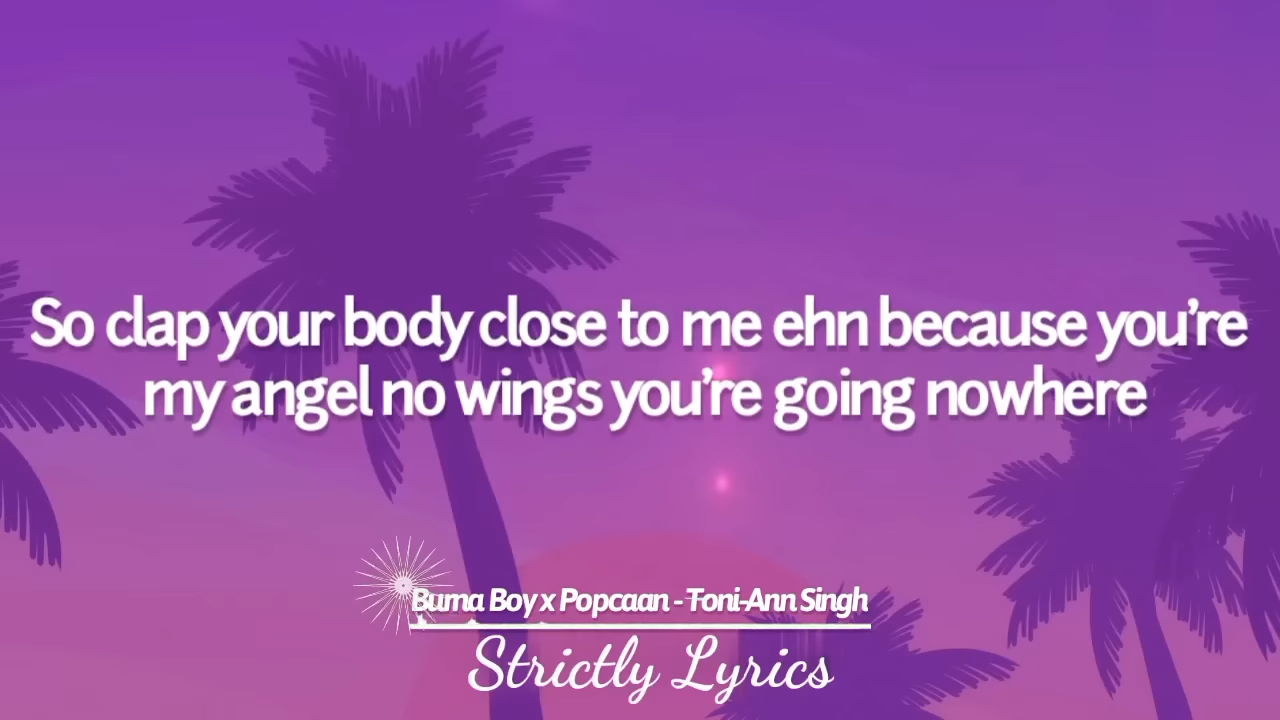 So clap your body close to me ehn because you're
my angel no wings you're going nowhere
Burna Boy x Popcaan - Toni-Ann Singh
Strictly Lyrics